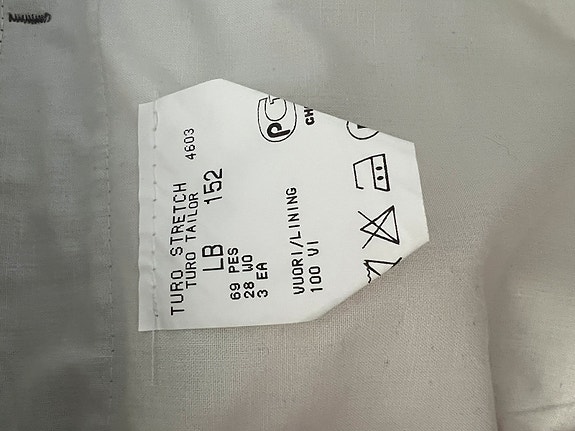 TURO STRETCH
TURO TAILOR 4603
LB 152
69 PES
28 WO
3 EA
VUORI/LINING
100 VI